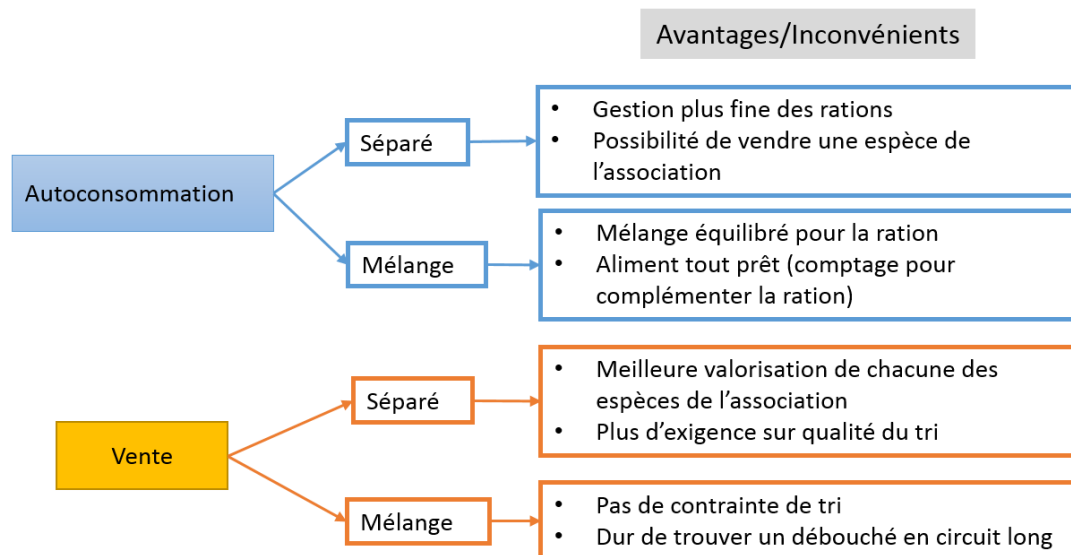 Avantages/Inconvénients
Autoconsommation
Séparé
• Gestion plus fine des rations
• Possibilité de vendre une espèce de
l’association
Mélange
• Mélange équilibré pour la ration
• Aliment tout prêt (comptage pour
complémenter la ration)
Vente
Séparé
• Meilleure valorisation de chacune des
espèces de l’association
• Plus d’exigence sur qualité du tri
Mélange
• Pas de contrainte de tri
• Dur de trouver un débouché en circuit long